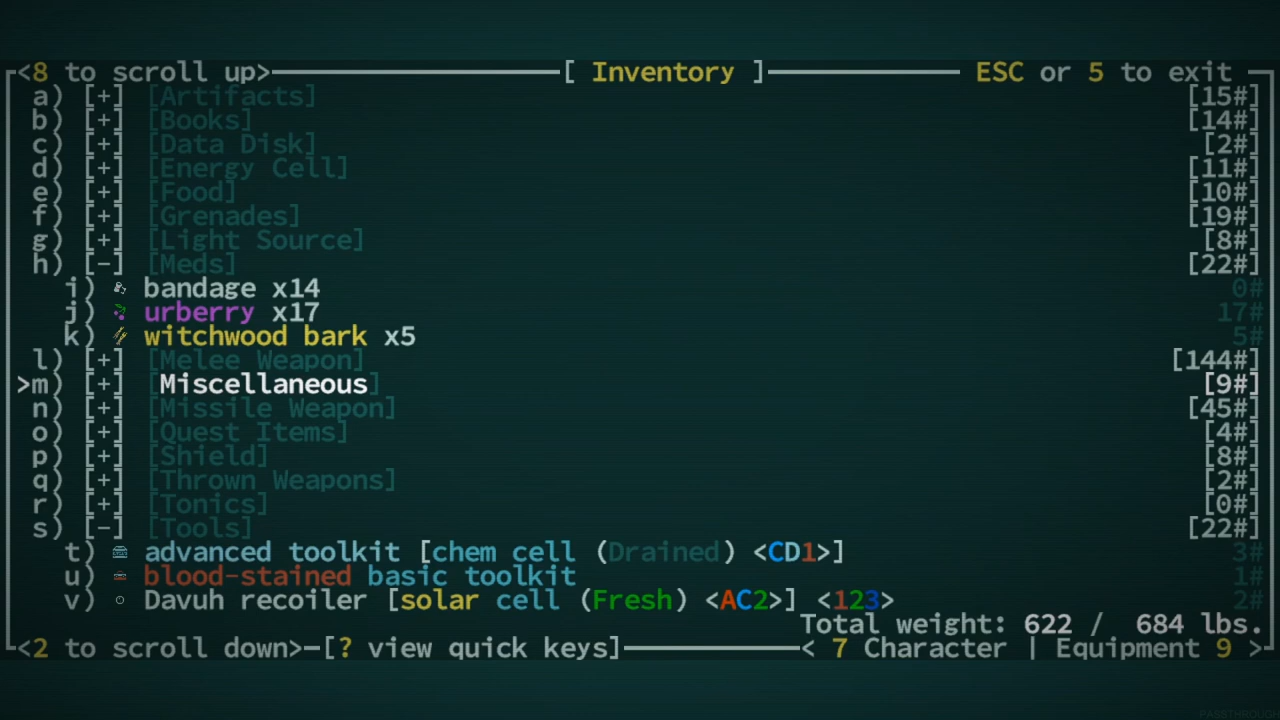 <8 to scroll up> [ Inventory ] ESC or 5 to exit
a) [+] [Artifacts] [15#]
b) [+] [Books] [14#]
c) [+] [Data Disk] [2#]
d) [+] [Energy Cell] [11#]
e) [+] [Food] [10#]
f) [+] [Grenades] [19#]
g) [+] [Light Source] [8#]
h) [-] [Meds] [22#]
i) bandage x14 0#
j) urberry x17 17#
k) witchwood bark x5 5#
l) [+] [Melee Weapon] [144#]
>m) [+] [Miscellaneous] [9#]
n) [+] [Missile Weapon] [45#]
o) [+] [Quest Items] [4#]
p) [+] [Shield] [8#]
q) [+] [Thrown Weapons] [2#]
r) [+] [Tonics] [0#]
s) [-] [Tools] [22#]
t) advanced toolkit [chem cell (Drained) <CD1>] 3#
u) blood-stained basic toolkit 1#
v) Davuh recoiler [solar cell (Fresh) <AC2>] <123> 2#
Total weight: 622 / 684 lbs.
<2 to scroll down> [? view quick keys] < 7 Character | Equipment 9 >
PASSTHROUGH